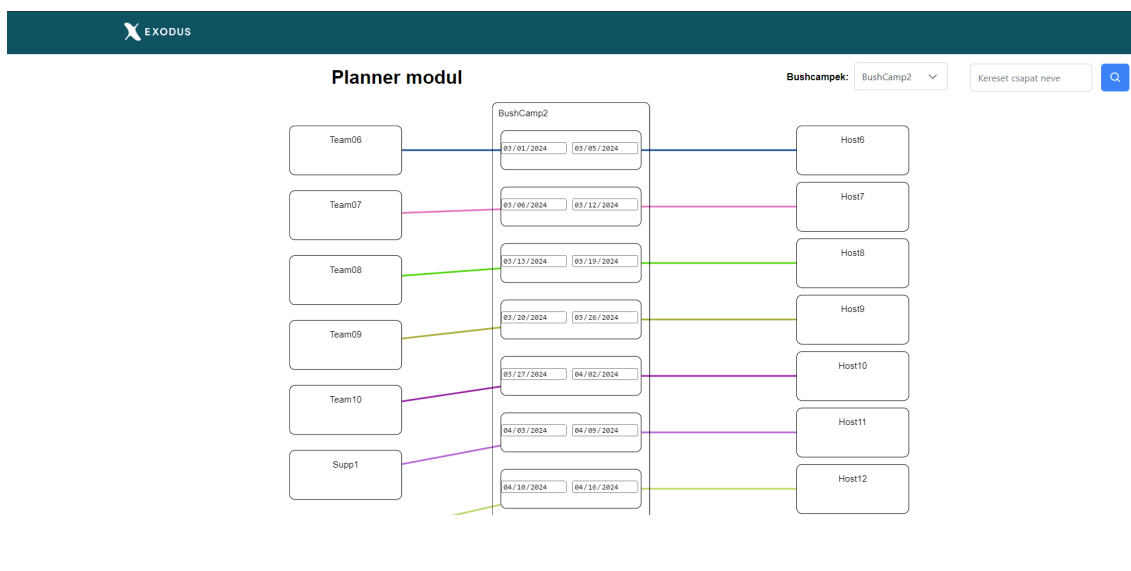 EXODUS
Planner modul
Bushcampek: BushCamp2 Kereset csapat neve
BushCamp2
Team06 03/01/2024 03/05/2024 Host6
Team07 03/06/2024 03/12/2024 Host7
Team08 03/13/2024 03/19/2024 Host8
Team09 03/20/2024 03/26/2024 Host9
Team10 03/27/2024 04/02/2024 Host10
Supp1 04/03/2024 04/09/2024 Host11
04/10/2024 04/16/2024 Host12